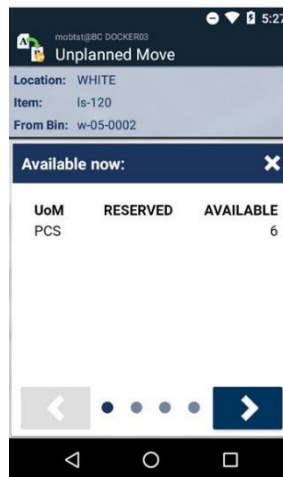 5:27
mobtst@BC DOCKER03
Unplanned Move
Location: WHITE
Item: ls-120
From Bin: w-05-0002
Available now:
UoM RESERVED AVAILABLE
PCS 6